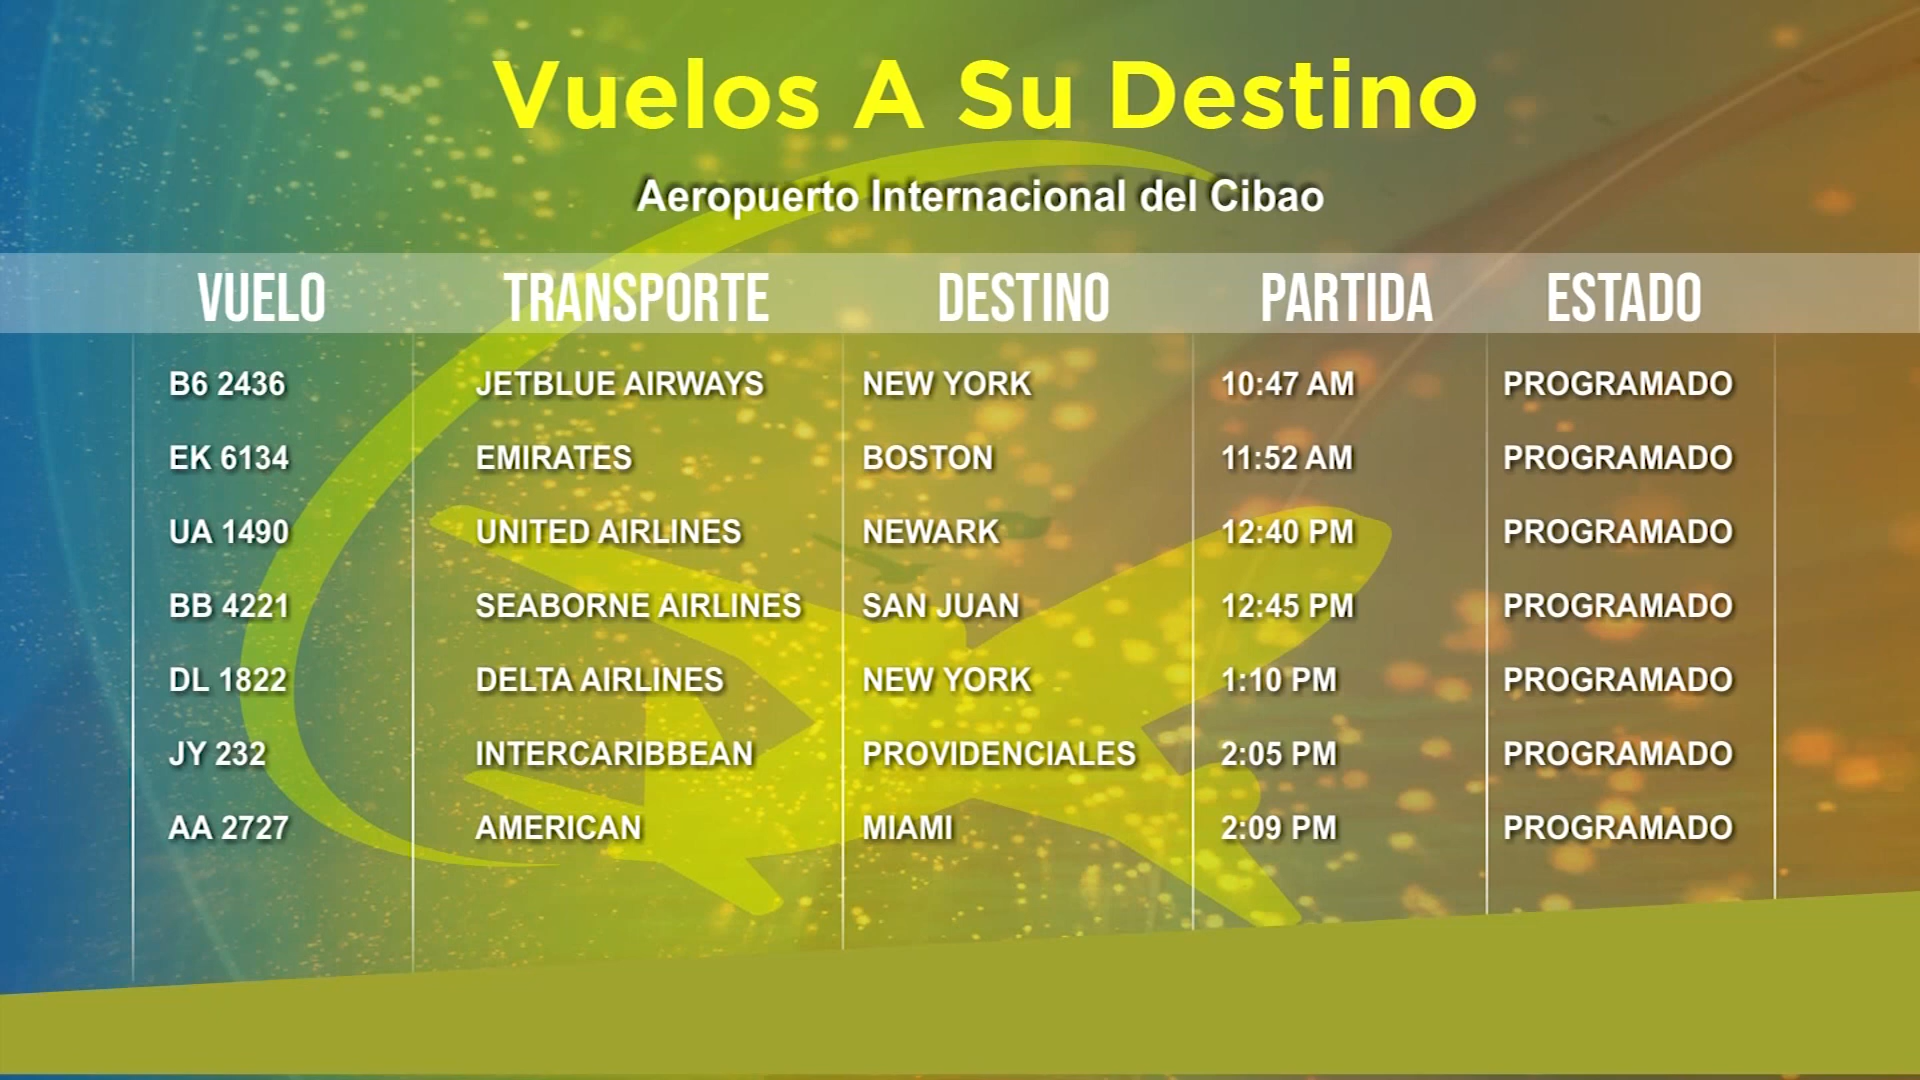 Vuelos A Su Destino
Aeropuerto Internacional del Cibao
VUELO TRANSPORTE DESTINO PARTIDA ESTADO
B6 2436 JETBLUE AIRWAYS NEW YORK 10:47 AM PROGRAMADO
EK 6134 EMIRATES BOSTON 11:52 AM PROGRAMADO
UA 1490 UNITED AIRLINES NEWARK 12:40 PM PROGRAMADO
BB 4221 SEABORNE AIRLINES SAN JUAN 12:45 PM PROGRAMADO
DL 1822 DELTA AIRLINES NEW YORK 1:10 PM PROGRAMADO
JY 232 INTERCARIBBEAN PROVIDENCIALES 2:05 PM PROGRAMADO
AA 2727 AMERICAN MIAMI 2:09 PM PROGRAMADO